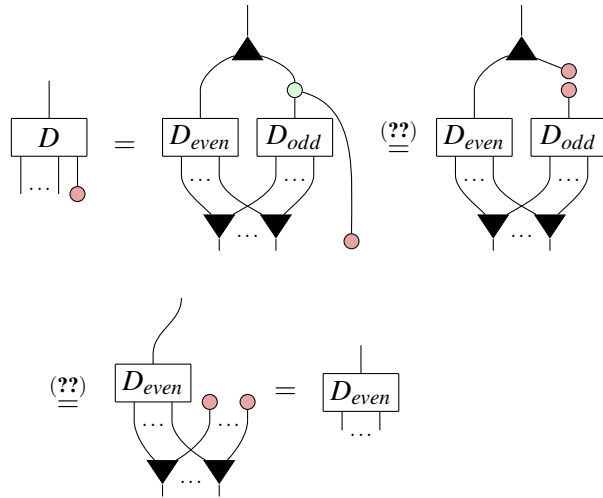 D = D_even D_odd (??) = D_even D_odd
... ... ... ... ... ... ...
... ...
(??) = D_even ... ... = D_even
... ...